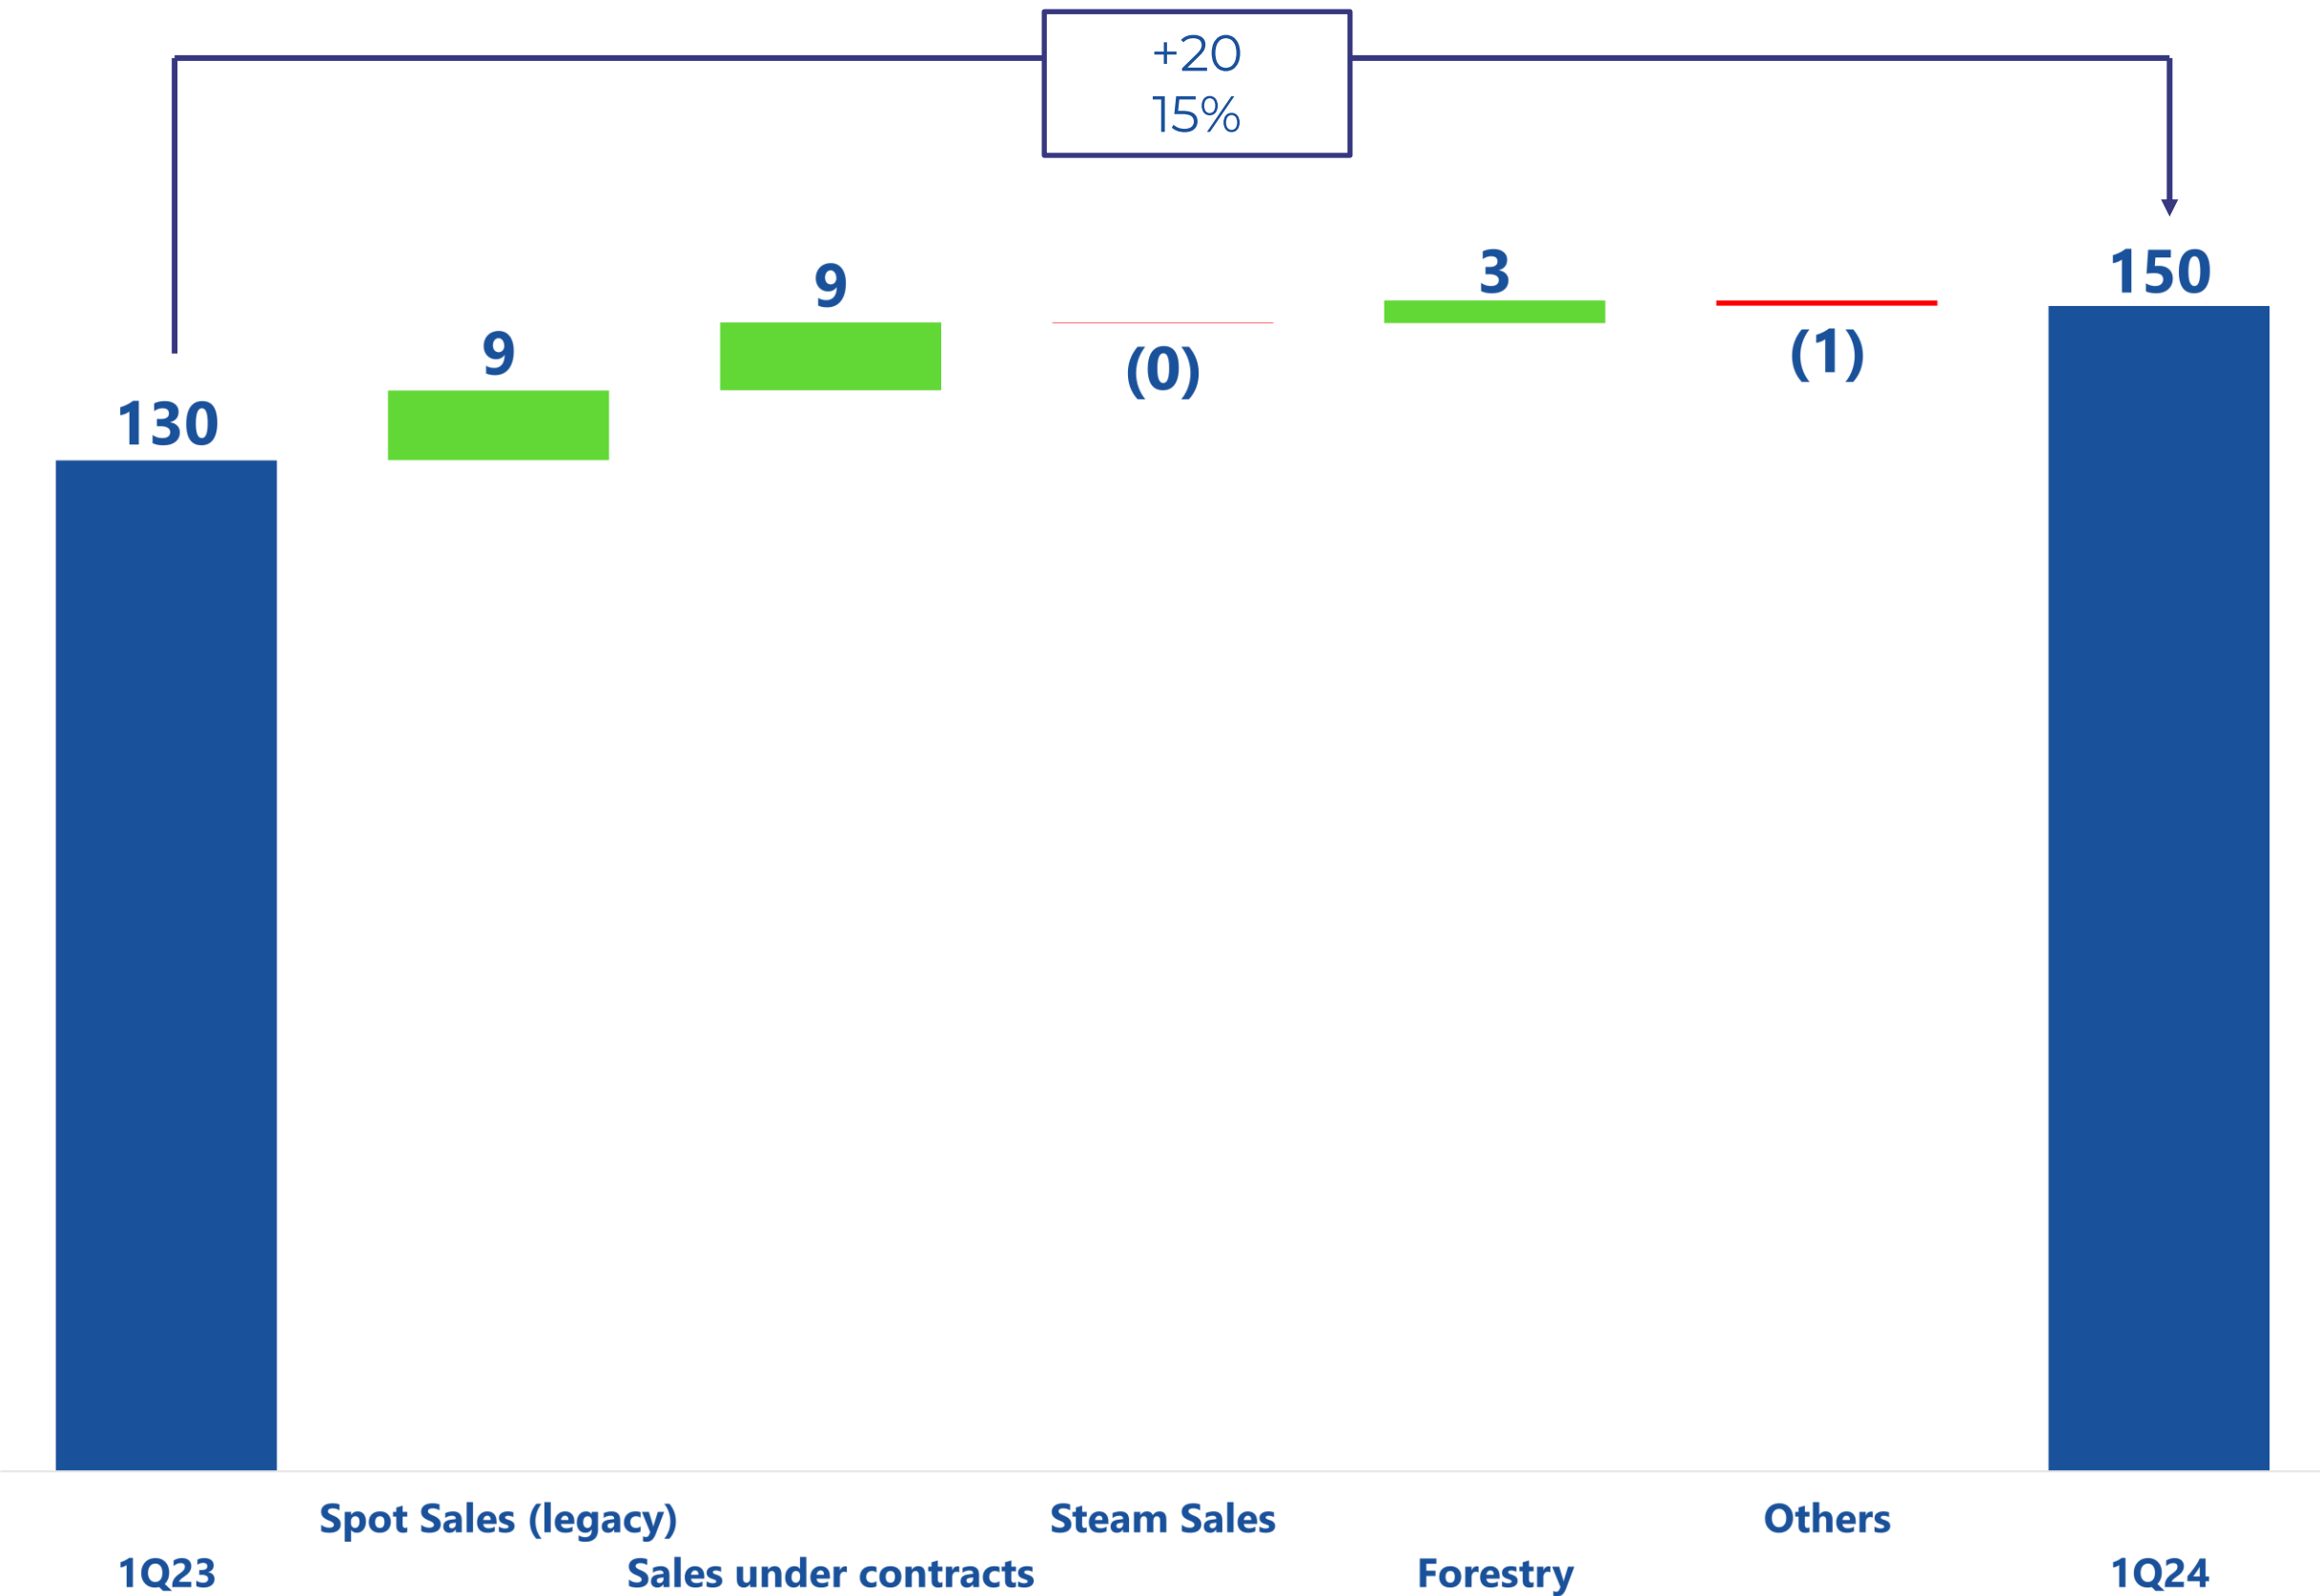 +20
15%
130
9
9
(0)
3
(1)
150
1Q23
Spot Sales (legacy)
Sales under contracts
Steam Sales
Forestry
Others
1Q24